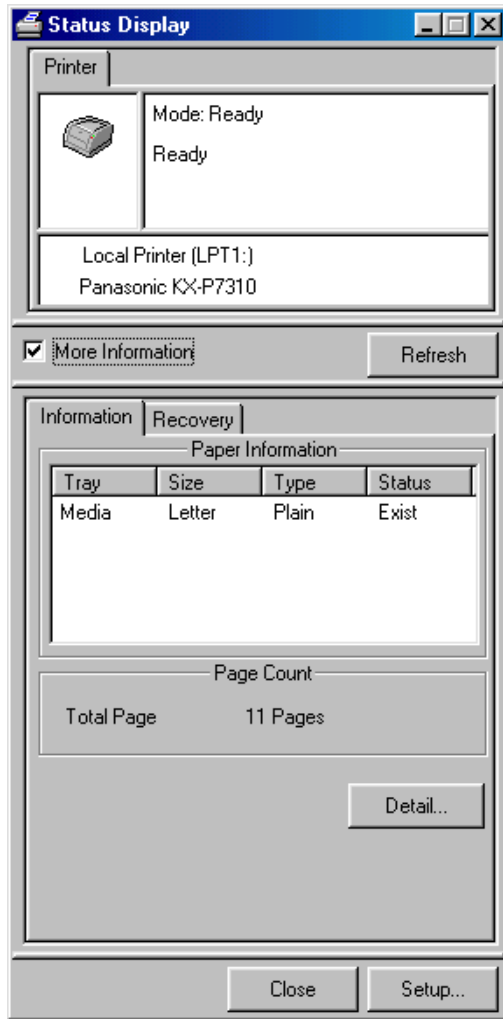 Status Display
Printer
Mode: Ready
Ready
Local Printer (LPT1:)
Panasonic KX-P7310
More Information
Refresh
Information Recovery
Paper Information
Tray Size Type Status
Media Letter Plain Exist
Page Count
Total Page 11 Pages
Detail...
Close Setup...